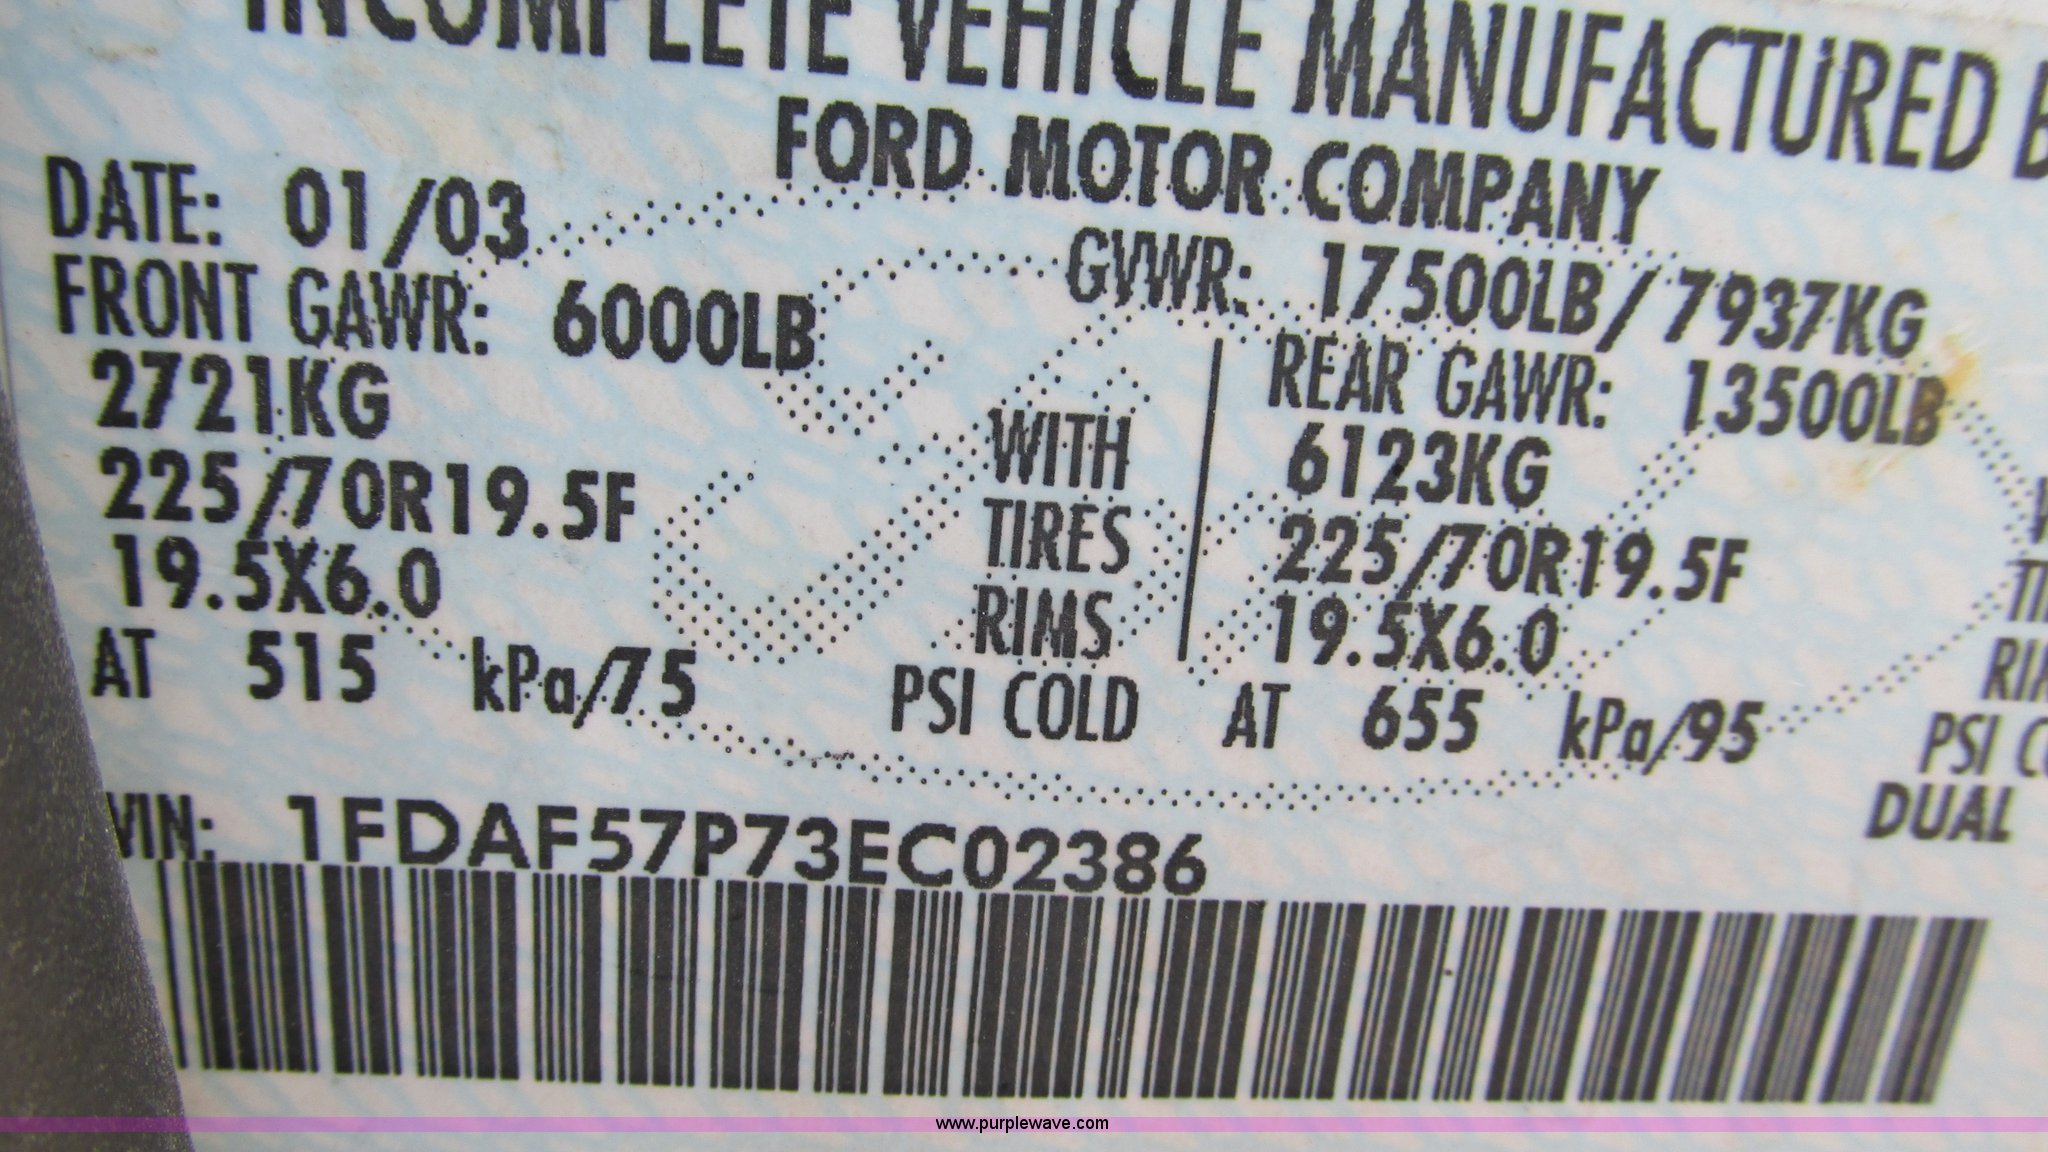 INCOMPLETE VEHICLE MANUFACTURED
FORD MOTOR COMPANY
DATE: 01/03
GVWR: 17500LB/7937KG
FRONT GAWR: 6000LB
2721KG
REAR GAWR: 13500LB
6123KG
225/70R19.5F WITH TIRES 225/70R19.5F
19.5X6.0 RIMS 19.5X6.0
AT 515 kPa/75 PSI COLD AT 655 kPa/95 PSI
DUAL
VIN: 1FDAF57P73EC02386
www.purplewave.com